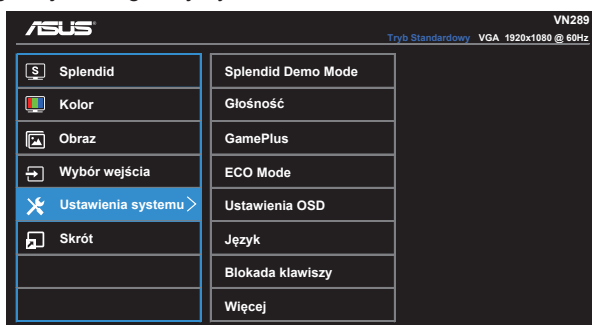 ASUS VN289
Tryb Standardowy VGA 1920x1080 @ 60Hz
S Splendid
Kolor
Obraz
Wybór wejścia
Ustawienia systemu
Skrót
Splendid Demo Mode
Głośność
GamePlus
ECO Mode
Ustawienia OSD
Język
Blokada klawiszy
Więcej